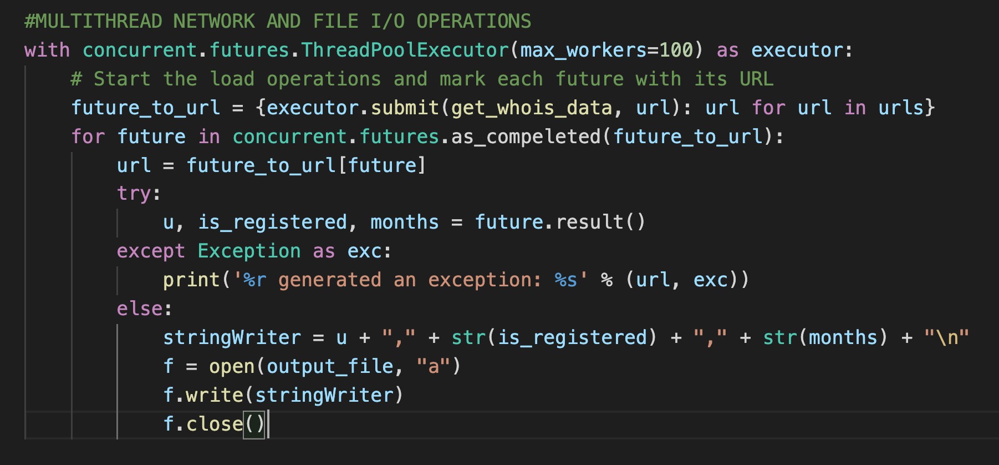 #MULTITHREAD NETWORK AND FILE I/O OPERATIONS
with concurrent.futures.ThreadPoolExecutor(max_workers=100) as executor:
    # Start the load operations and mark each future with its URL
    future_to_url = {executor.submit(get_whois_data, url): url for url in urls}
    for future in concurrent.futures.as_compeleted(future_to_url):
        url = future_to_url[future]
        try:
            u, is_registered, months = future.result()
        except Exception as exc:
            print('%r generated an exception: %s' % (url, exc))
        else:
            stringWriter = u + "," + str(is_registered) + "," + str(months) + "\n"
            f = open(output_file, "a")
            f.write(stringWriter)
            f.close()